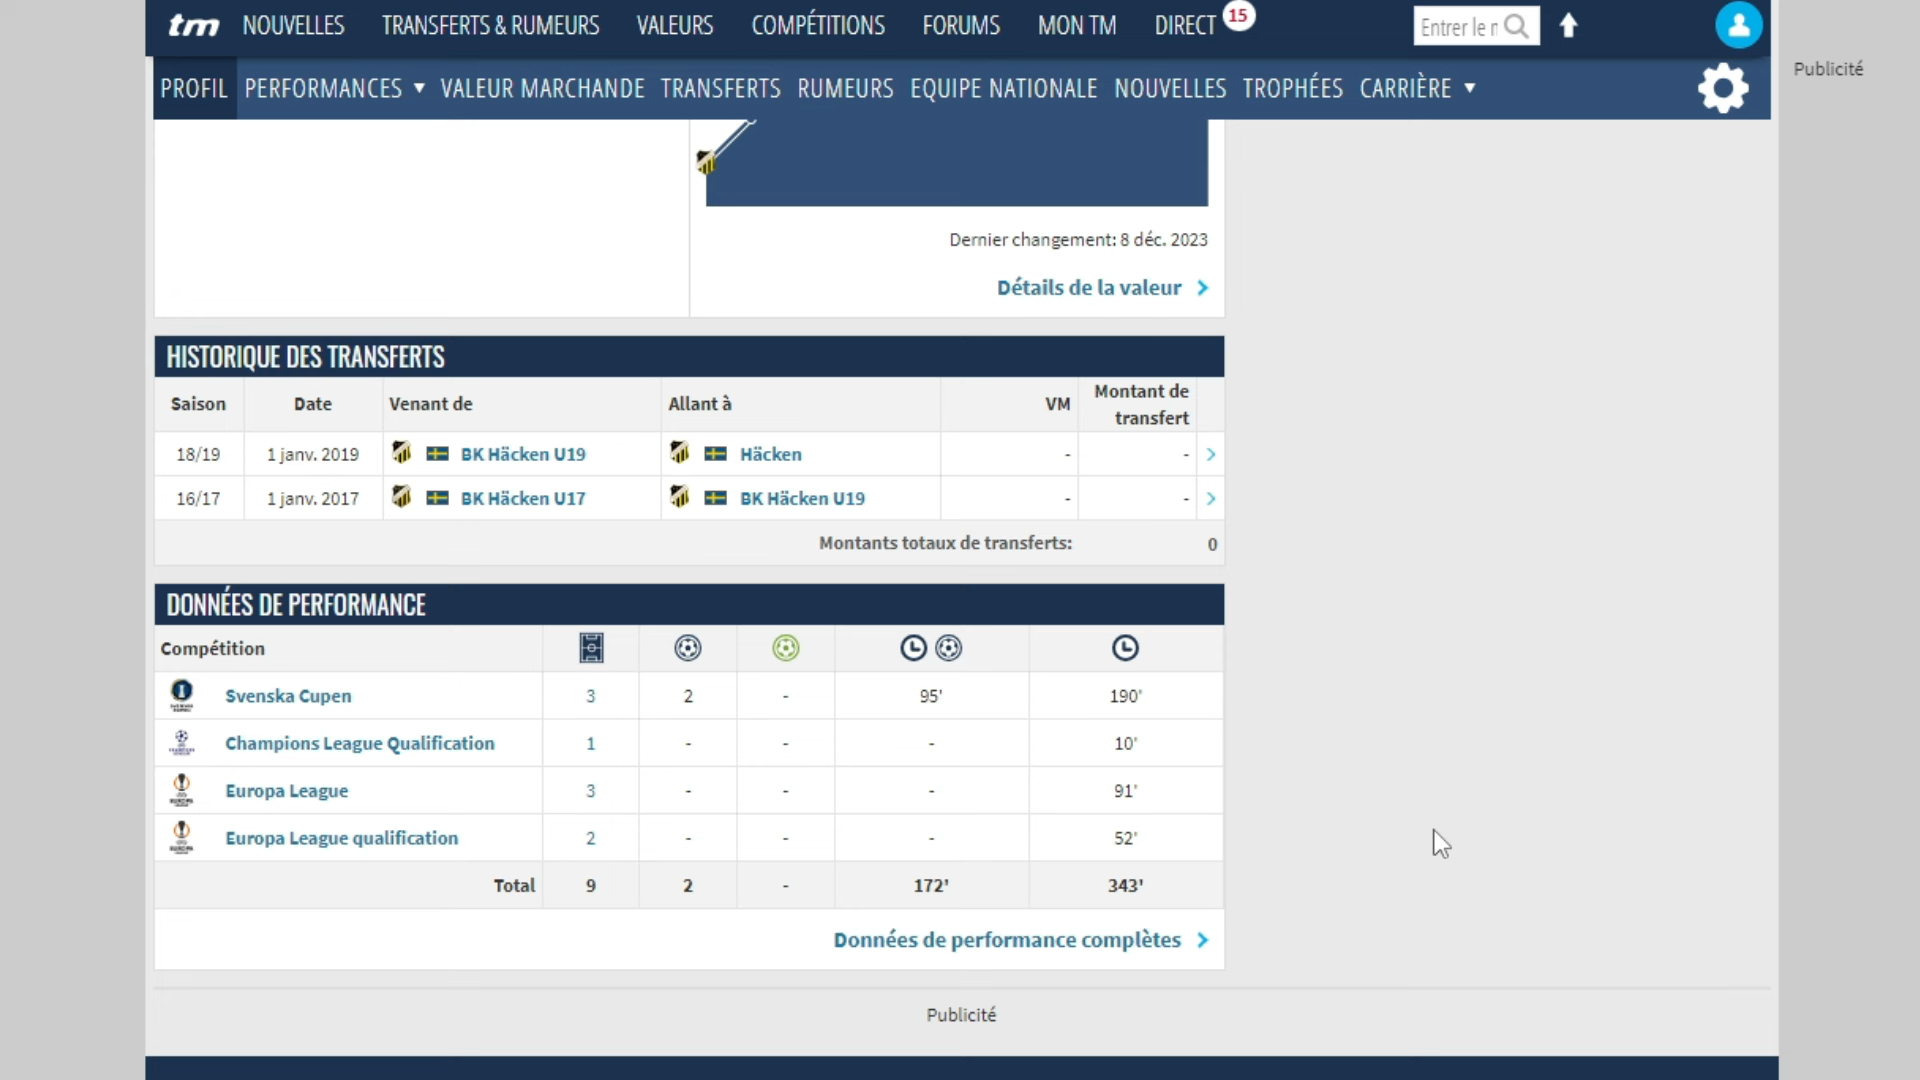 tm NOUVELLES TRANSFERTS & RUMEURS VALEURS COMPÉTITIONS FORUMS MON TM DIRECT 15 Entrer le n
Publicité
PROFIL PERFORMANCES ▼ VALEUR MARCHANDE TRANSFERTS RUMEURS EQUIPE NATIONALE NOUVELLES TROPHÉES CARRIÈRE ▼
Dernier changement: 8 déc. 2023
Détails de la valeur
HISTORIQUE DES TRANSFERTS
Saison Date Venant de Allant à VM Montant de transfert
18/19 1 janv. 2019 BK Häcken U19 Häcken - -
16/17 1 janv. 2017 BK Häcken U17 BK Häcken U19 - -
Montants totaux de transferts: 0
DONNÉES DE PERFORMANCE
Compétition
Svenska Cupen 3 2 - 95' 190'
Champions League Qualification 1 - - - 10'
Europa League 3 - - - 91'
Europa League qualification 2 - - - 52'
Total 9 2 - 172' 343'
Données de performance complètes
Publicité